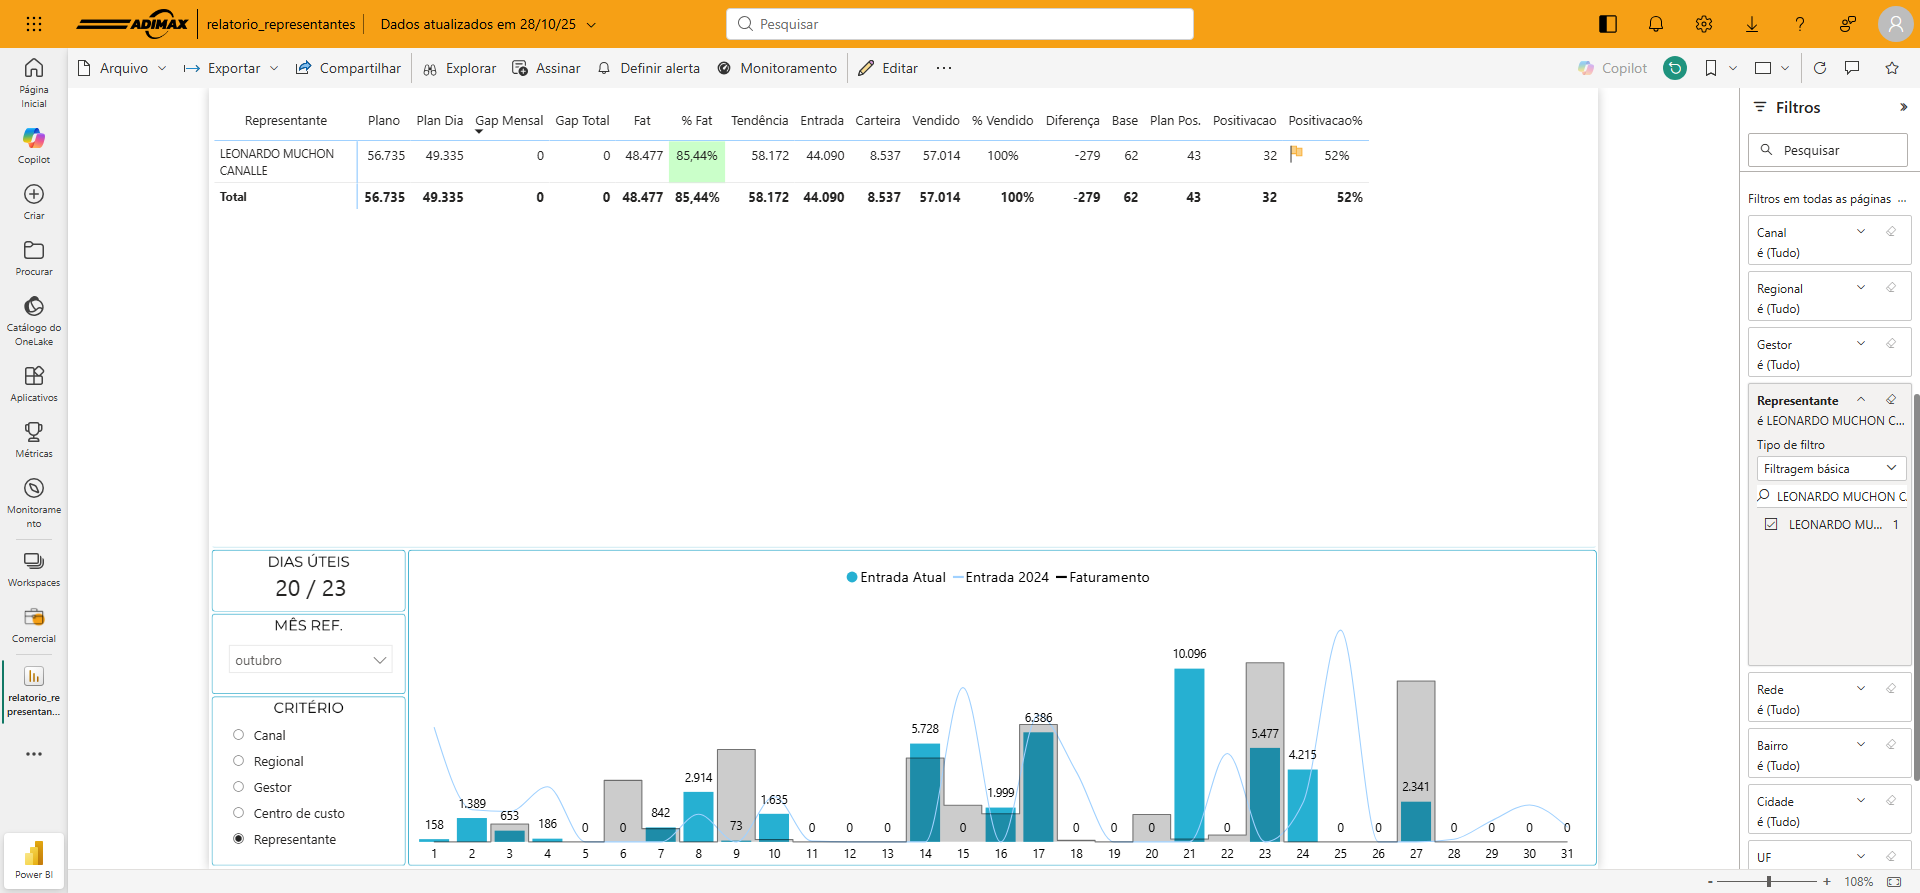 ADIMAX
relatorio_representantes
Dados atualizados em 28/10/25
Pesquisar
Arquivo
Exportar
Compartilhar
Explorar
Assinar
Definir alerta
Monitoramento
Editar
Copilot
Página
Inicial
Copilot
Criar
Procurar
Catálogo do
OneLake
Aplicativos
Métricas
Monitorame
nto
Workspaces
Comercial
relatorio_re
presentan...
Power BI
Representante Plano Plan Dia Gap Mensal Gap Total Fat % Fat Tendência Entrada Carteira Vendido % Vendido Diferença Base Plan Pos. Positivacao Positivacao%
LEONARDO MUCHON
CANALLE
56.735 49.335 0 0 48.477 85,44% 58.172 44.090 8.537 57.014 100% -279 62 43 32 52%
Total 56.735 49.335 0 0 48.477 85,44% 58.172 44.090 8.537 57.014 100% -279 62 43 32 52%
DIAS ÚTEIS
20 / 23
MÊS REF.
outubro
CRITÉRIO
Canal
Regional
Gestor
Centro de custo
Representante
Entrada Atual Entrada 2024 Faturamento
158 1.389 653 186 0 0 842 2.914 73 1.635 0 0 0 5.728 0 1.999 6.386 0 0 0 10.096 0 5.477 4.215 0 0 2.341 0 0 0 0
1 2 3 4 5 6 7 8 9 10 11 12 13 14 15 16 17 18 19 20 21 22 23 24 25 26 27 28 29 30 31
Filtros
Pesquisar
Filtros em todas as páginas ...
Canal
é (Tudo)
Regional
é (Tudo)
Gestor
é (Tudo)
Representante
é LEONARDO MUCHON C...
Tipo de filtro
Filtragem básica
LEONARDO MUCHON C
LEONARDO MU... 1
Rede
é (Tudo)
Bairro
é (Tudo)
Cidade
é (Tudo)
UF
- + 108%